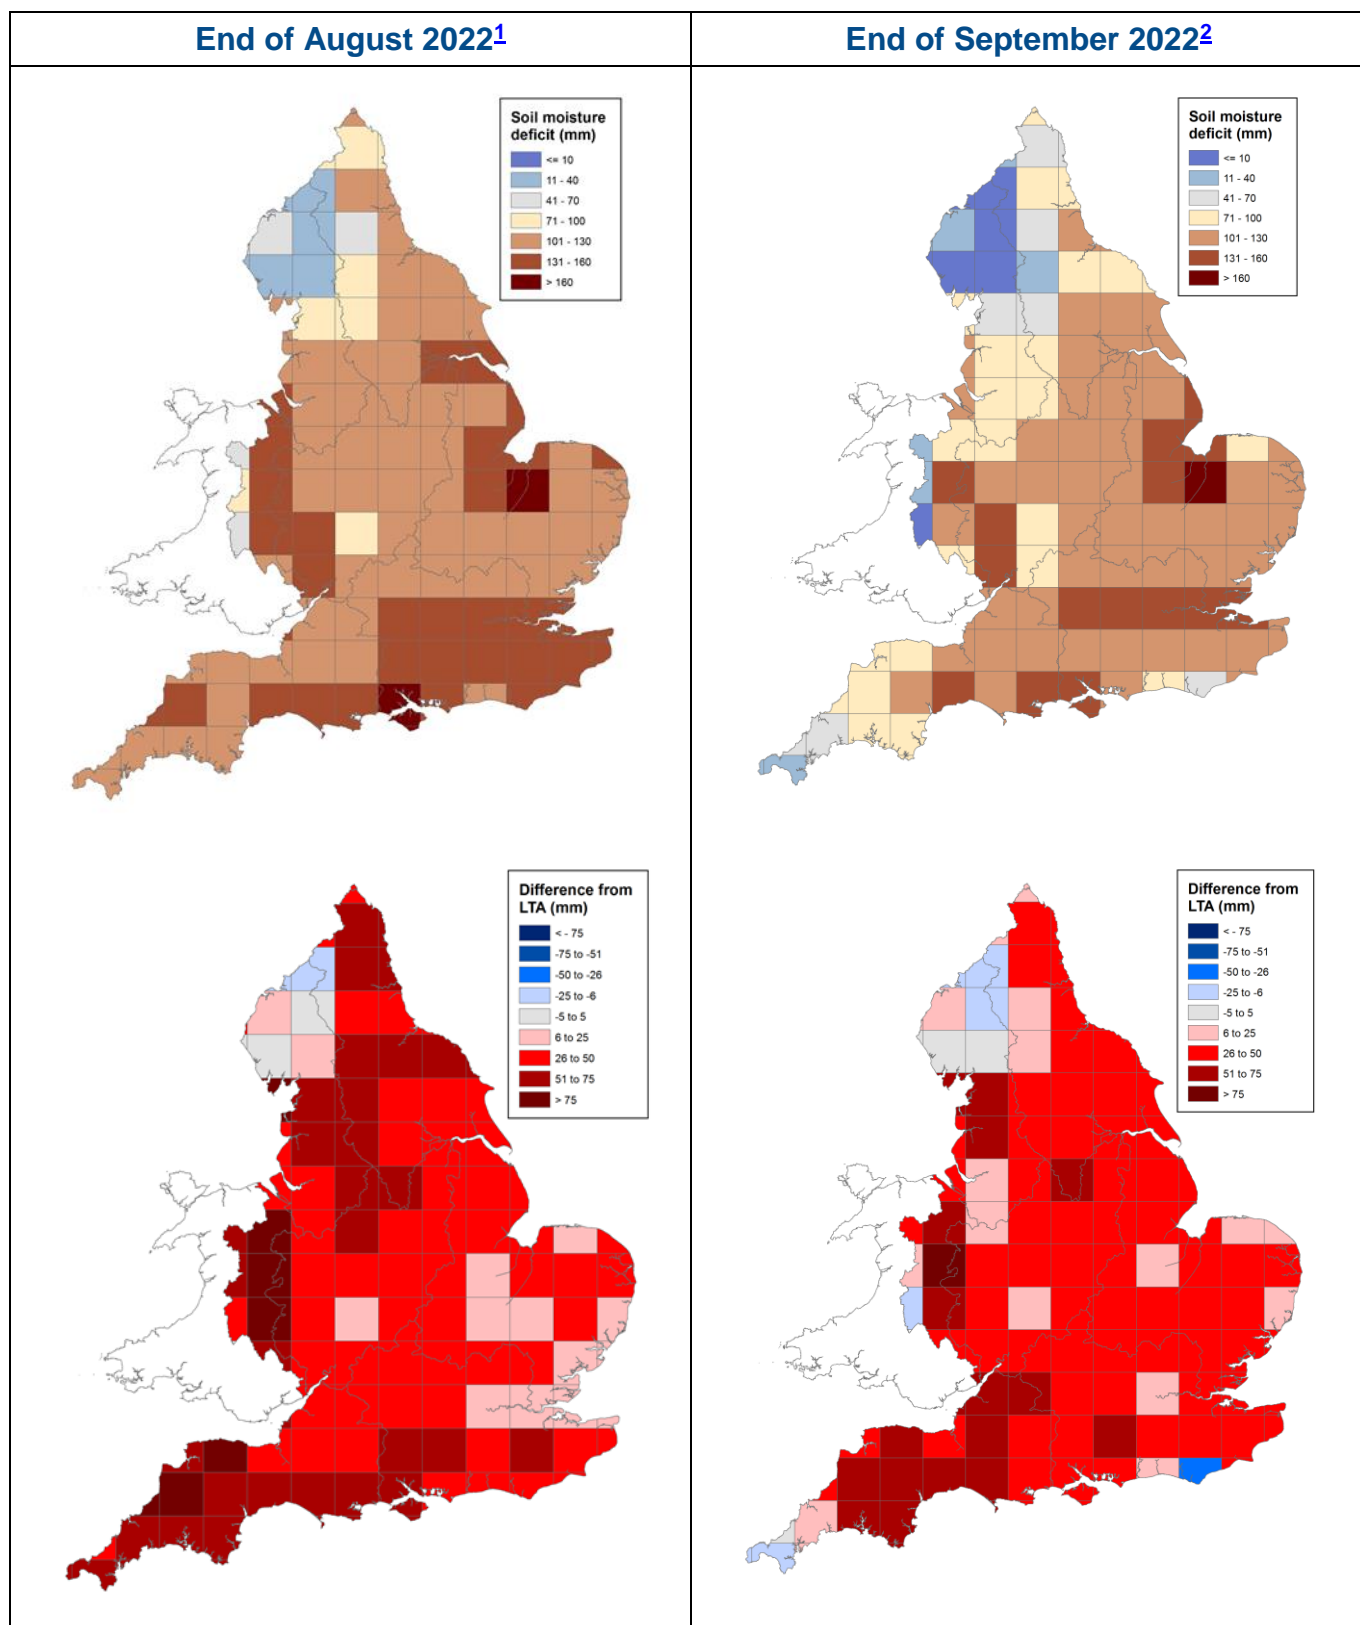 End of August 20221
End of September 20222
Soil moisture
deficit (mm)
<= 10
11 - 40
41 - 70
71 - 100
101 - 130
131 - 160
> 160
Soil moisture
deficit (mm)
<= 10
11 - 40
41 - 70
71 - 100
101 - 130
131 - 160
> 160
Difference from
LTA (mm)
< - 75
-75 to -51
-50 to -26
-25 to -6
-5 to 5
6 to 25
26 to 50
51 to 75
> 75
Difference from
LTA (mm)
< - 75
-75 to -51
-50 to -26
-25 to -6
-5 to 5
6 to 25
26 to 50
51 to 75
> 75